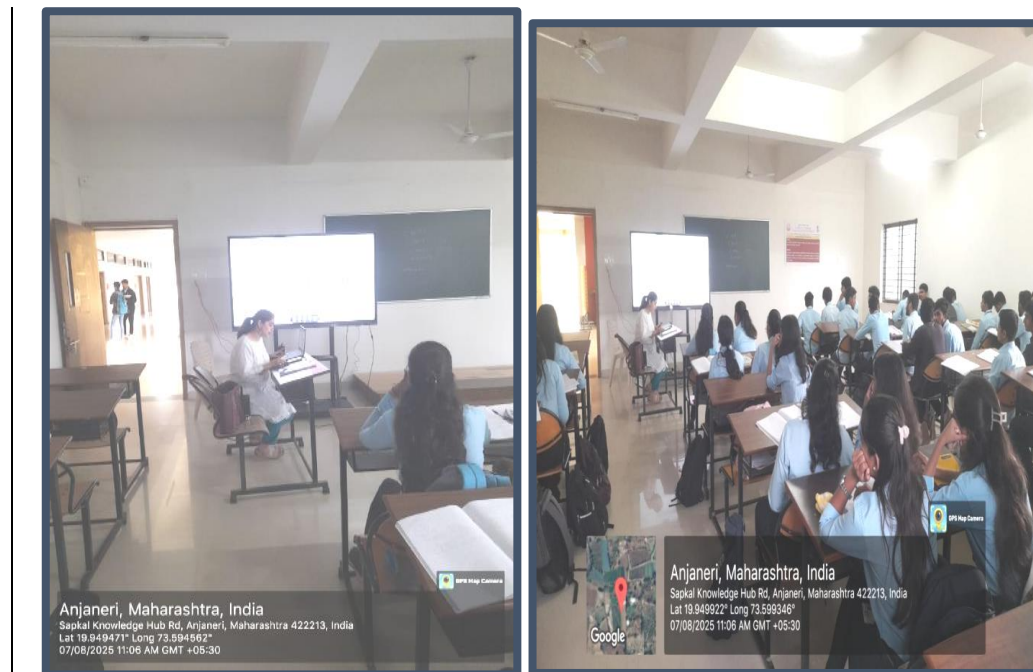 GPS Map Camera
Anjaneri, Maharashtra, India
Sapkal Knowledge Hub Rd, Anjaneri, Maharashtra 422213, India
Lat 19.949471° Long 73.594562°
07/08/2025 11:06 AM GMT +05:30
GPS Map Camera
Anjaneri, Maharashtra, India
Sapkal Knowledge Hub Rd, Anjaneri, Maharashtra 422213, India
Lat 19.949922° Long 73.599346°
07/08/2025 11:06 AM GMT +05:30
Google